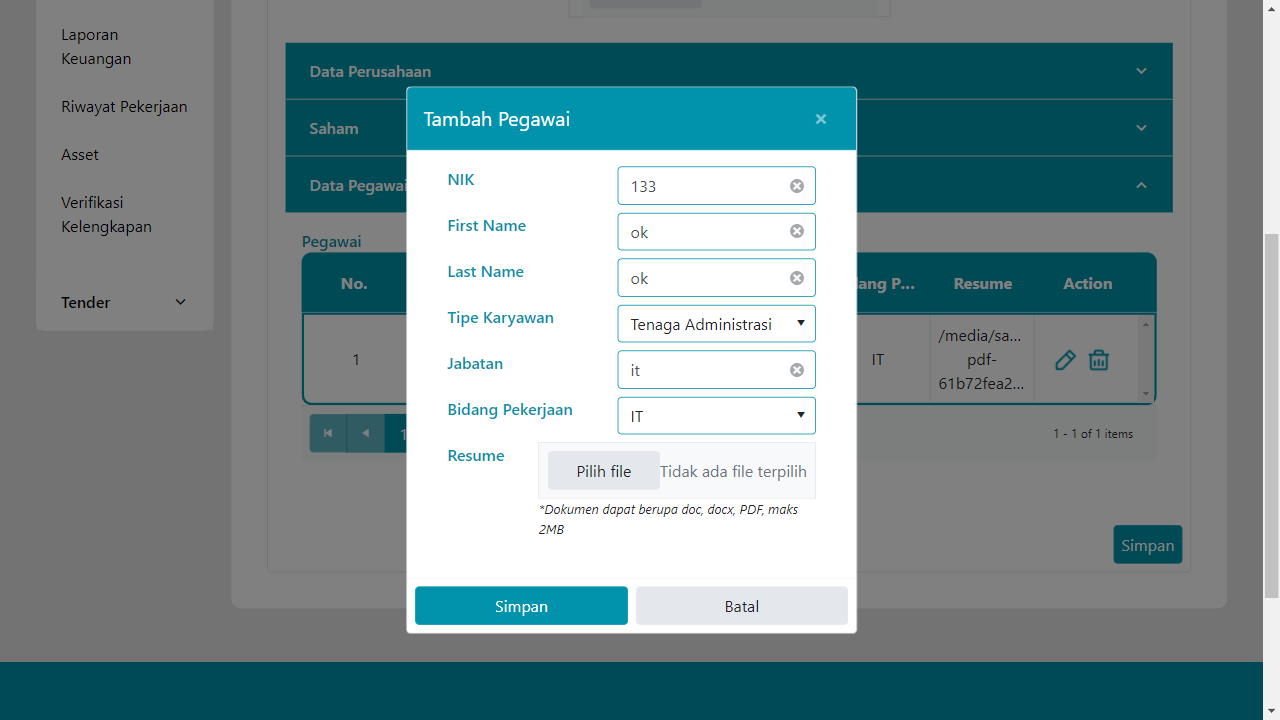 Laporan
Keuangan
Riwayat Pekerjaan
Asset
Verifikasi
Kelengkapan
Tender
Data Perusahaan
Saham
Data Pegawai
Pegawai
No.
ang P...
Resume
Action
1
IT
/media/sa...
pdf-
61b72fea2...
1
1 - 1 of 1 items
Simpan
Tambah Pegawai
NIK
133
First Name
ok
Last Name
ok
Tipe Karyawan
Tenaga Administrasi
Jabatan
it
Bidang Pekerjaan
IT
Resume
Pilih file
Tidak ada file terpilih
*Dokumen dapat berupa doc, docx, PDF, maks
2MB
Simpan
Batal